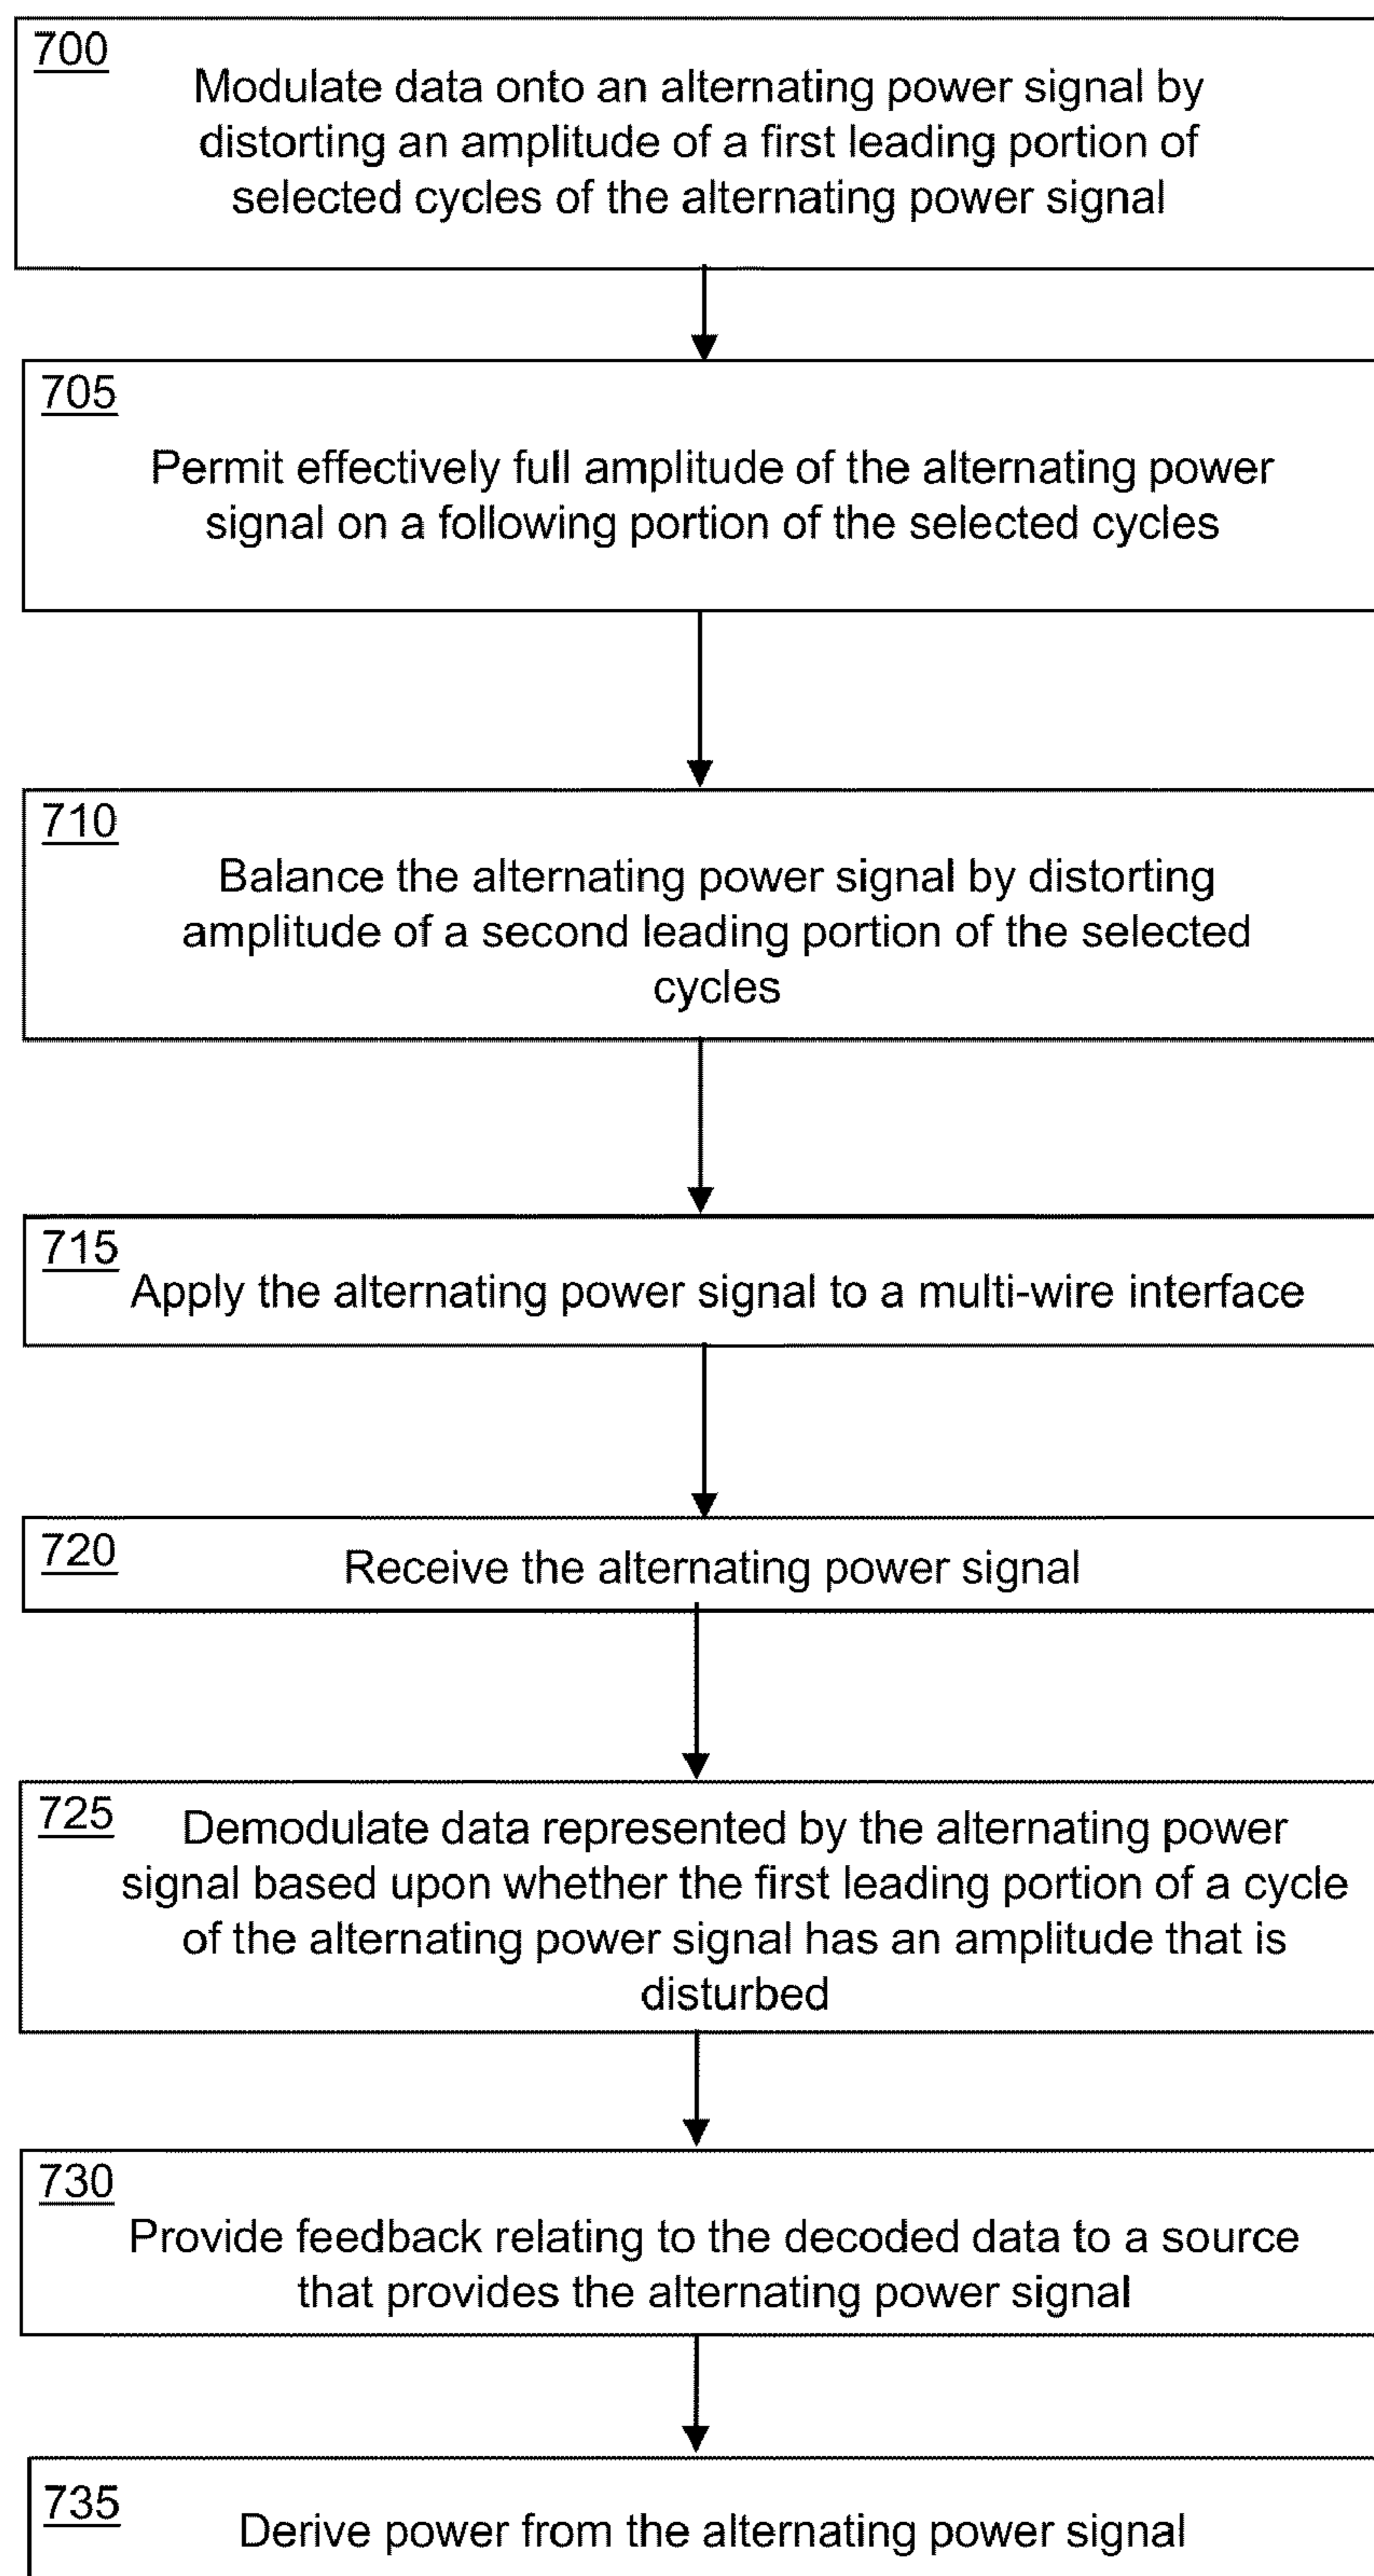 700
Modulate data onto an alternating power signal by
distorting an amplitude of a first leading portion of
selected cycles of the alternating power signal
705
Permit effectively full amplitude of the alternating power
signal on a following portion of the selected cycles
710
Balance the alternating power signal by distorting
amplitude of a second leading portion of the selected
cycles
715
Apply the alternating power signal to a multi-wire interface
720
Receive the alternating power signal
725
Demodulate data represented by the alternating power
signal based upon whether the first leading portion of a cycle
of the alternating power signal has an amplitude that is
disturbed
730
Provide feedback relating to the decoded data to a source
that provides the alternating power signal
735
Derive power from the alternating power signal